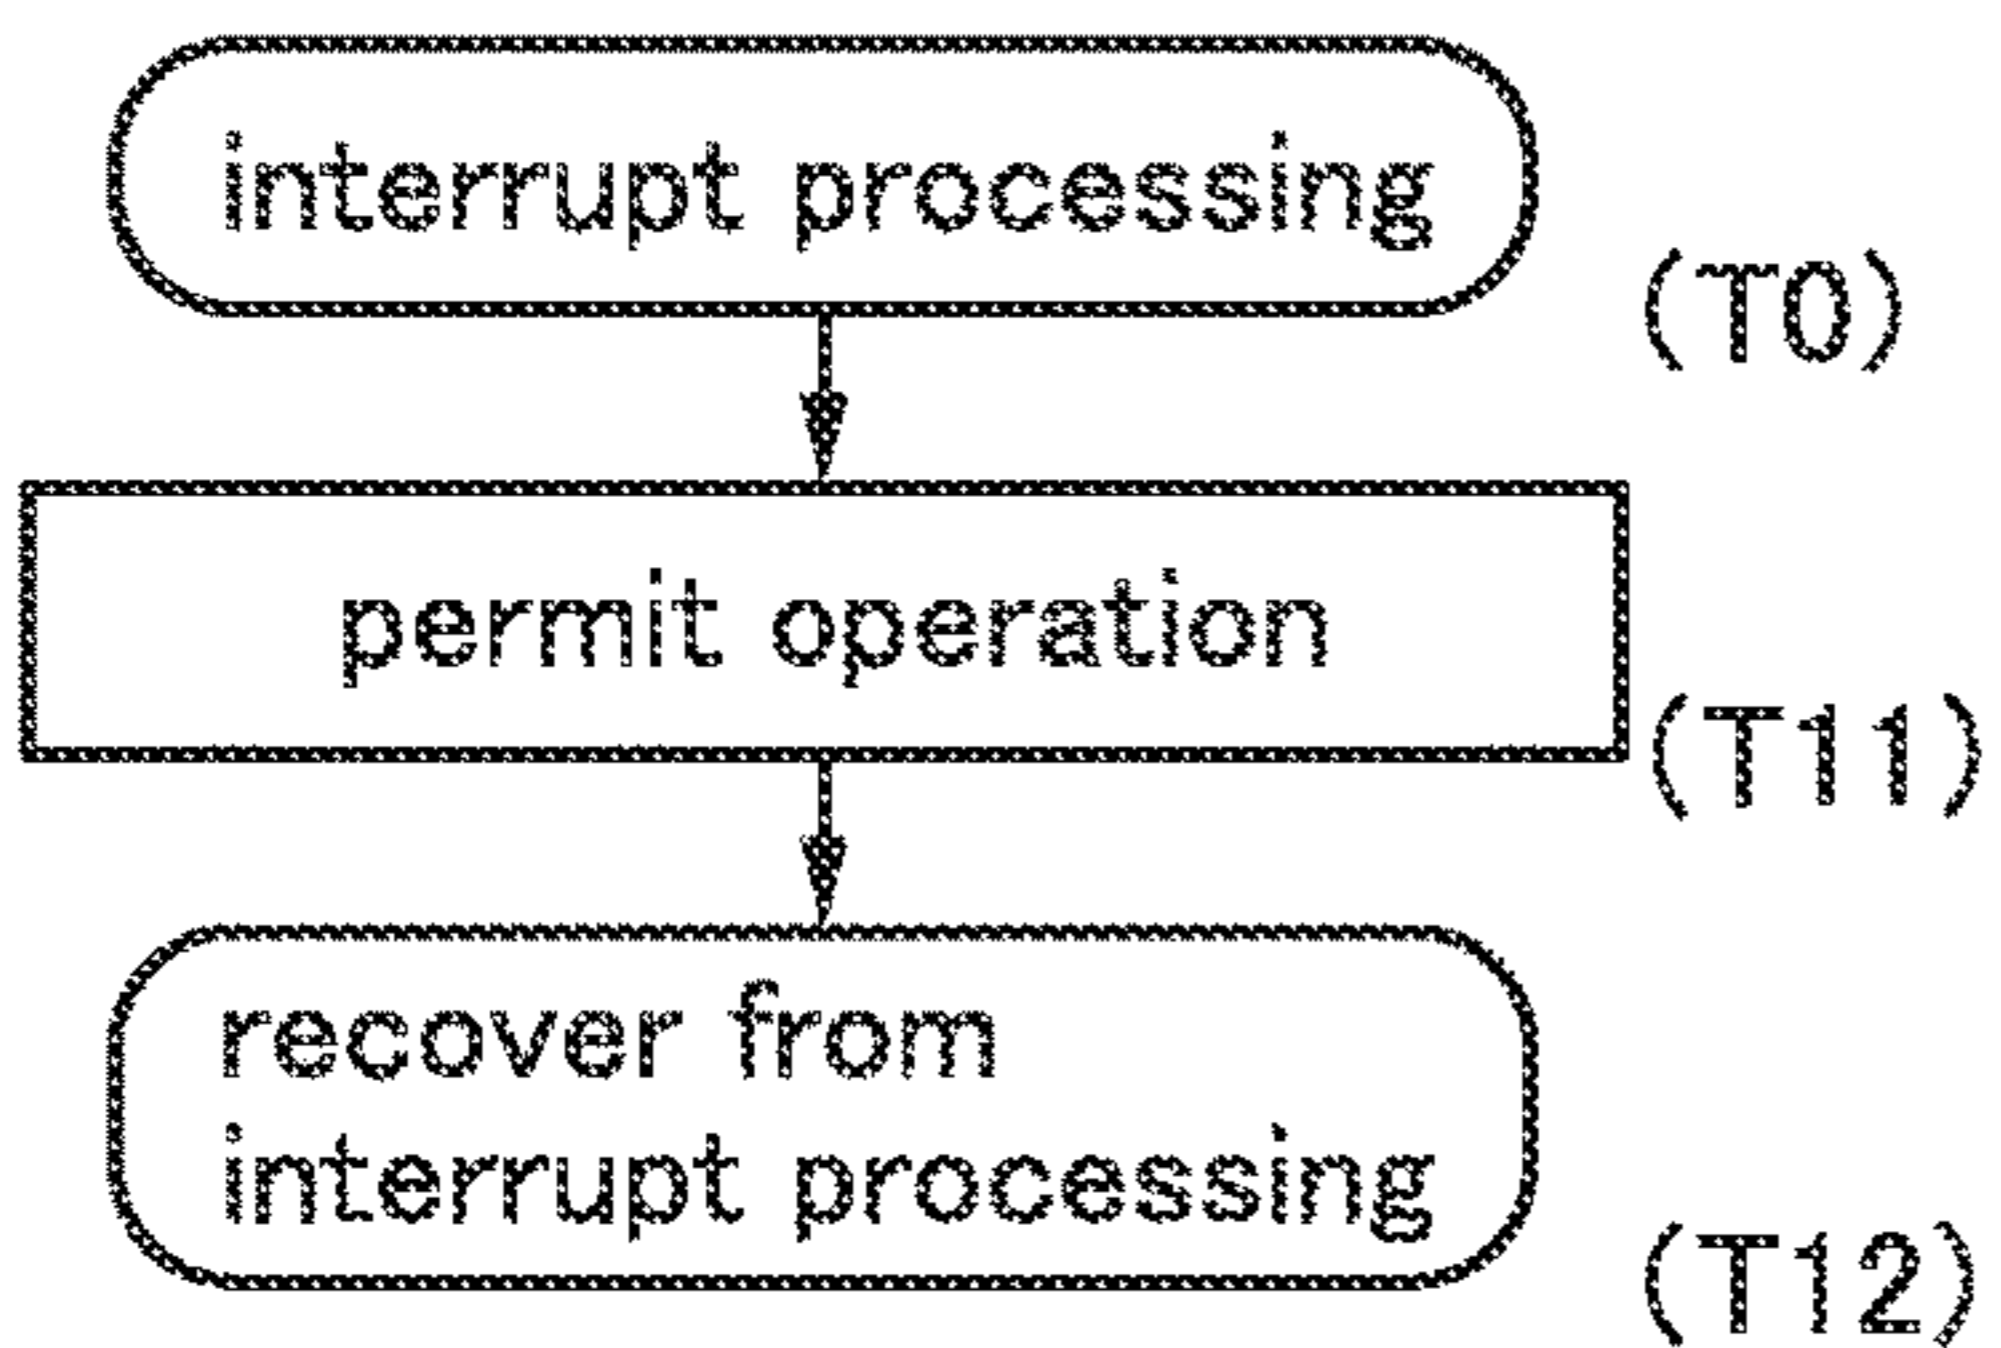 interrupt processing
(T0)
permit operation
(T11)
recover from
interrupt processing
(T12)